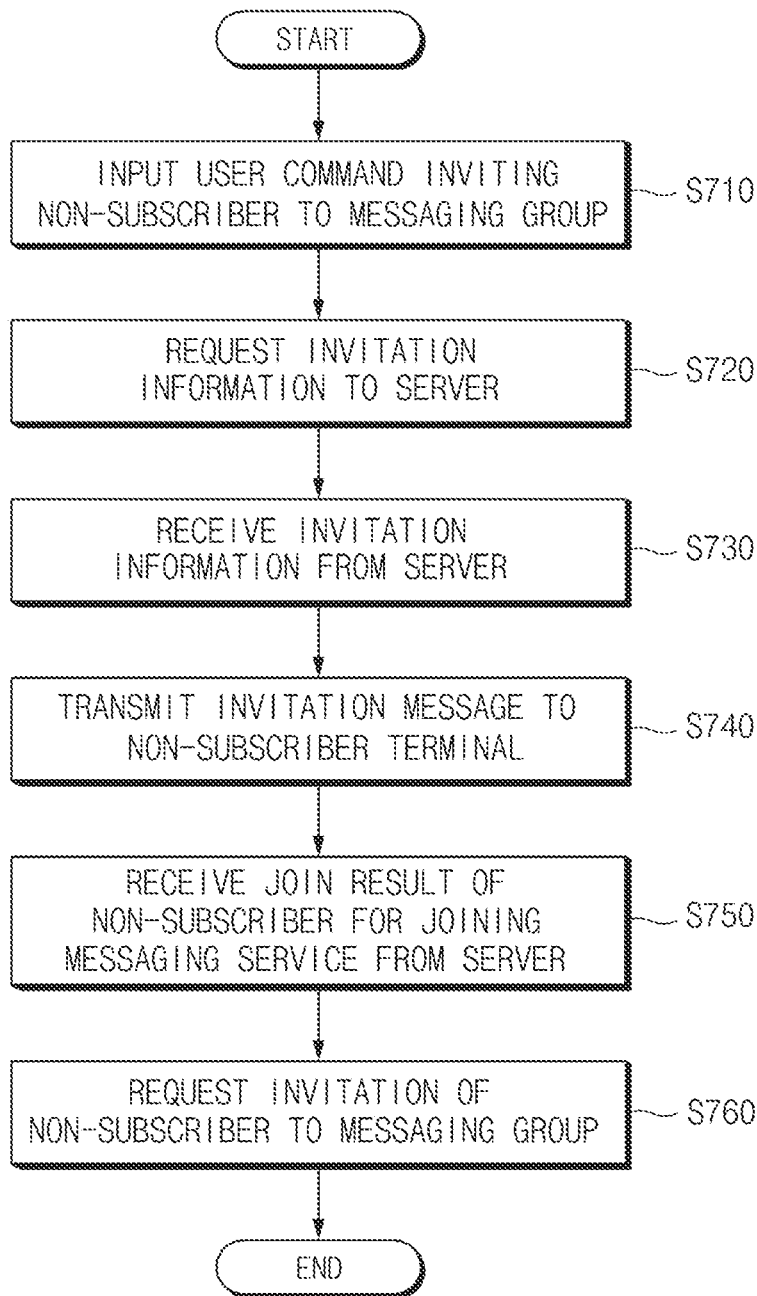 START
INPUT USER COMMAND INVITING
NON-SUBSCRIBER TO MESSAGING GROUP
S710
REQUEST INVITATION
INFORMATION TO SERVER
S720
RECEIVE INVITATION
INFORMATION FROM SERVER
S730
TRANSMIT INVITATION MESSAGE TO
NON-SUBSCRIBER TERMINAL
S740
RECEIVE JOIN RESULT OF
NON-SUBSCRIBER FOR JOINING
MESSAGING SERVICE FROM SERVER
S750
REQUEST INVITATION OF
NON-SUBSCRIBER TO MESSAGING GROUP
S760
END